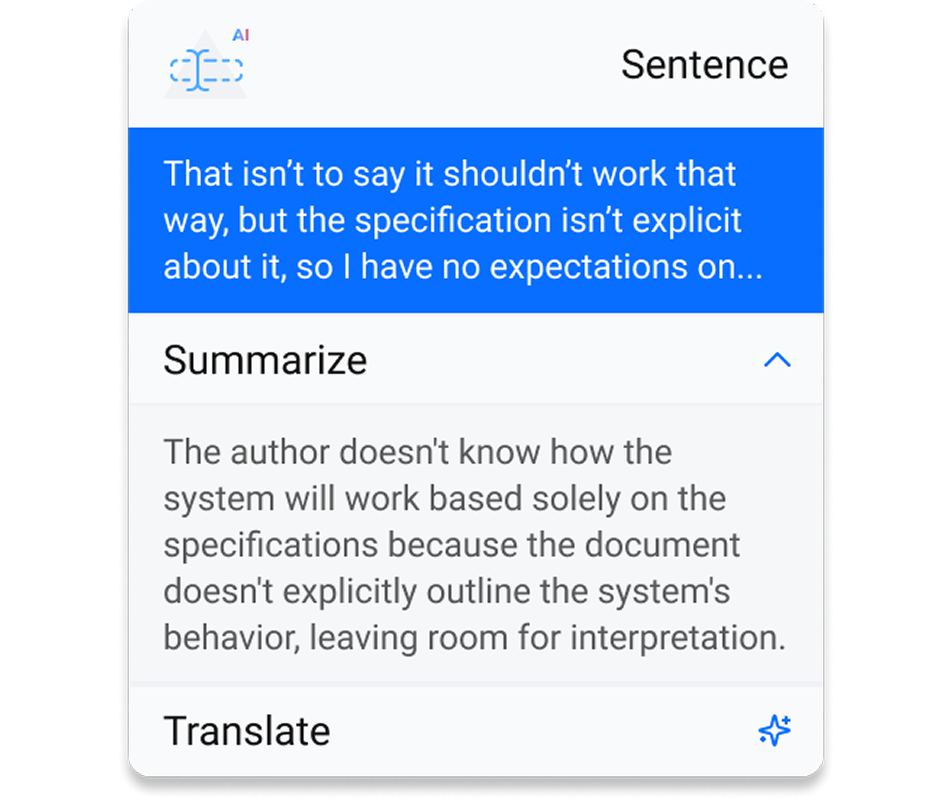 AI
Sentence
That isn’t to say it shouldn’t work that
way, but the specification isn’t explicit
about it, so I have no expectations on...
Summarize
The author doesn't know how the
system will work based solely on the
specifications because the document
doesn't explicitly outline the system's
behavior, leaving room for interpretation.
Translate